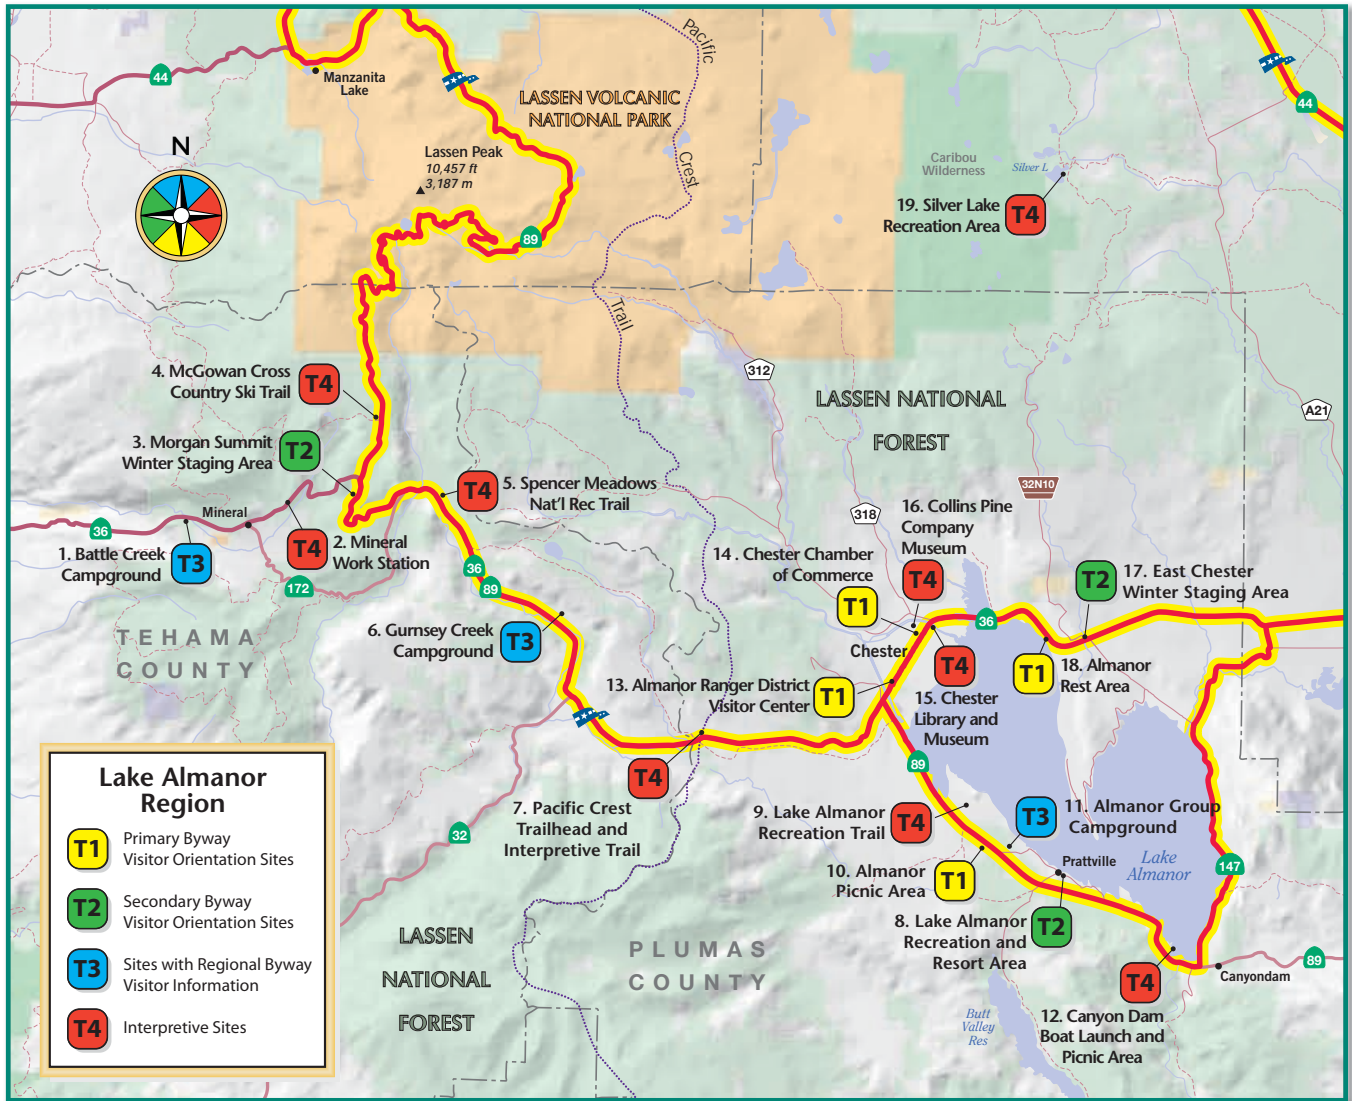 44
Manzanita
Lake
N
LASSEN VOLCANIC
NATIONAL PARK
Lassen Peak
10,457 ft
3,187 m
89
Pacific
Crest
Trail
Caribou
Wilderness
Silver L
19. Silver Lake
Recreation Area
T4
44
312
A21
LASSEN NATIONAL
FOREST
4. McGowan Cross
Country Ski Trail
T4
3. Morgan Summit
Winter Staging Area
T2
T4
5. Spencer Meadows
Nat'l Rec Trail
36
Mineral
1. Battle Creek
Campground
T3
T4
2. Mineral
Work Station
172
36
89
TEHAMA
COUNTY
6. Gurnsey Creek
Campground
T3
32N10
318
16. Collins Pine
Company
Museum
T4
14 . Chester Chamber
of Commerce
T1
Chester
36
T2
17. East Chester
Winter Staging Area
T1
18. Almanor
Rest Area
T4
15. Chester
Library and
Museum
13. Almanor Ranger District
Visitor Center
T1
89
T4
7. Pacific Crest
Trailhead and
Interpretive Trail
32
9. Lake Almanor
Recreation Trail
T4
T3
11. Almanor Group
Campground
10. Almanor
Picnic Area
T1
Prattville
Lake
Almanor
147
8. Lake Almanor
Recreation and
Resort Area
T2
T4
12. Canyon Dam
Boat Launch and
Picnic Area
Canyondam
89
Butt
Valley
Res
PLUMAS
COUNTY
LASSEN
NATIONAL
FOREST
Lake Almanor
Region
T1
Primary Byway
Visitor Orientation Sites
T2
Secondary Byway
Visitor Orientation Sites
T3
Sites with Regional Byway
Visitor Information
T4
Interpretive Sites